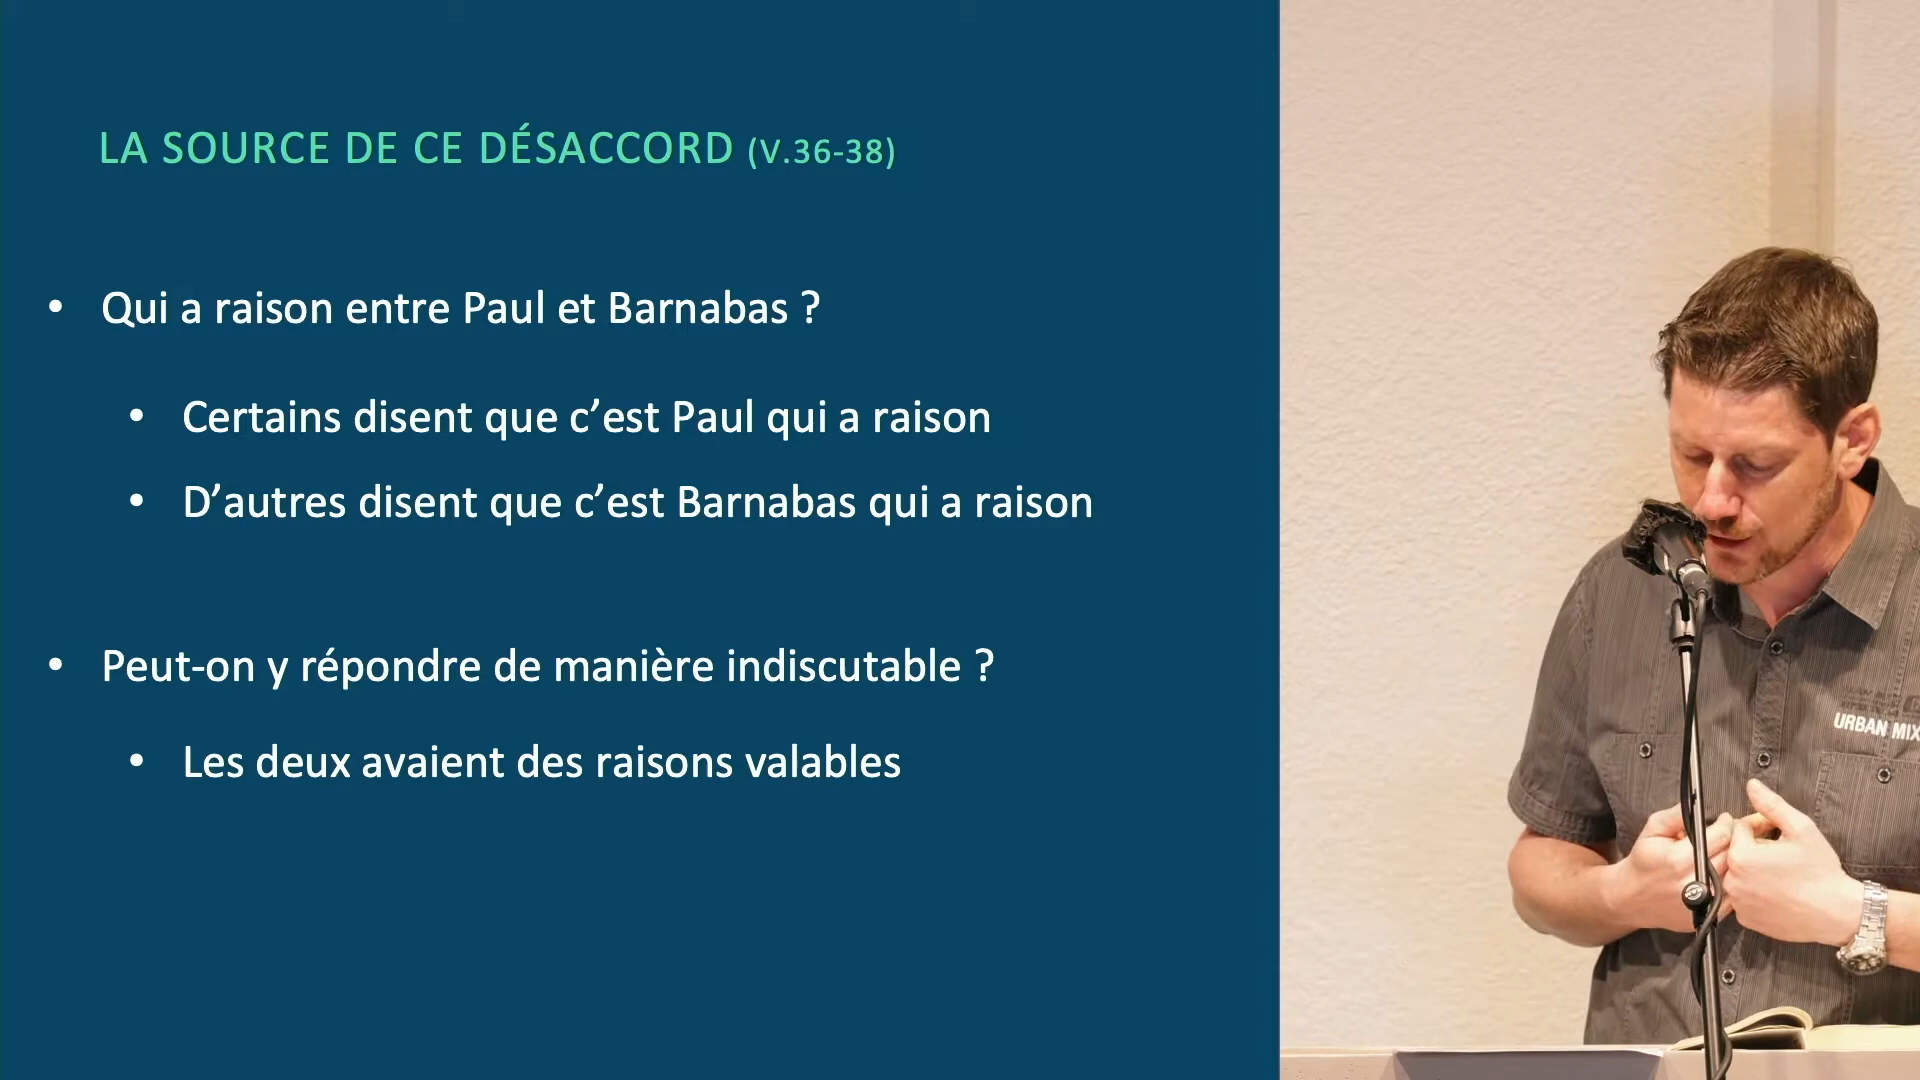 LA SOURCE DE CE DÉSACCORD (V.36-38)
• Qui a raison entre Paul et Barnabas ?
• Certains disent que c’est Paul qui a raison
• D’autres disent que c’est Barnabas qui a raison
• Peut-on y répondre de manière indiscutable ?
• Les deux avaient des raisons valables
URBAN MIX